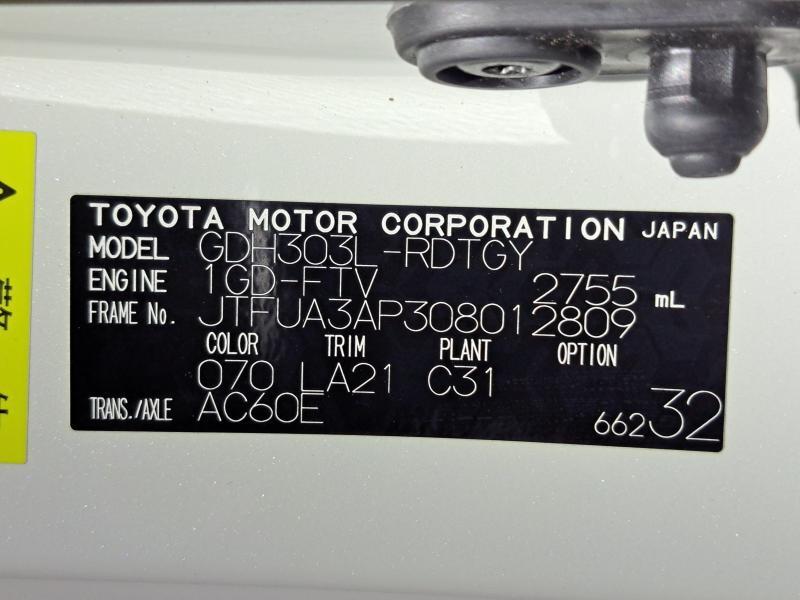 TOYOTA MOTOR CORPORATION JAPAN
MODEL GDH303L-RDTGY
ENGINE 1GD-FTV 2755 mL
FRAME No. JTFUA3AP308012809
COLOR TRIM PLANT OPTION
070 LA21 C31
TRANS./AXLE AC60E
66232